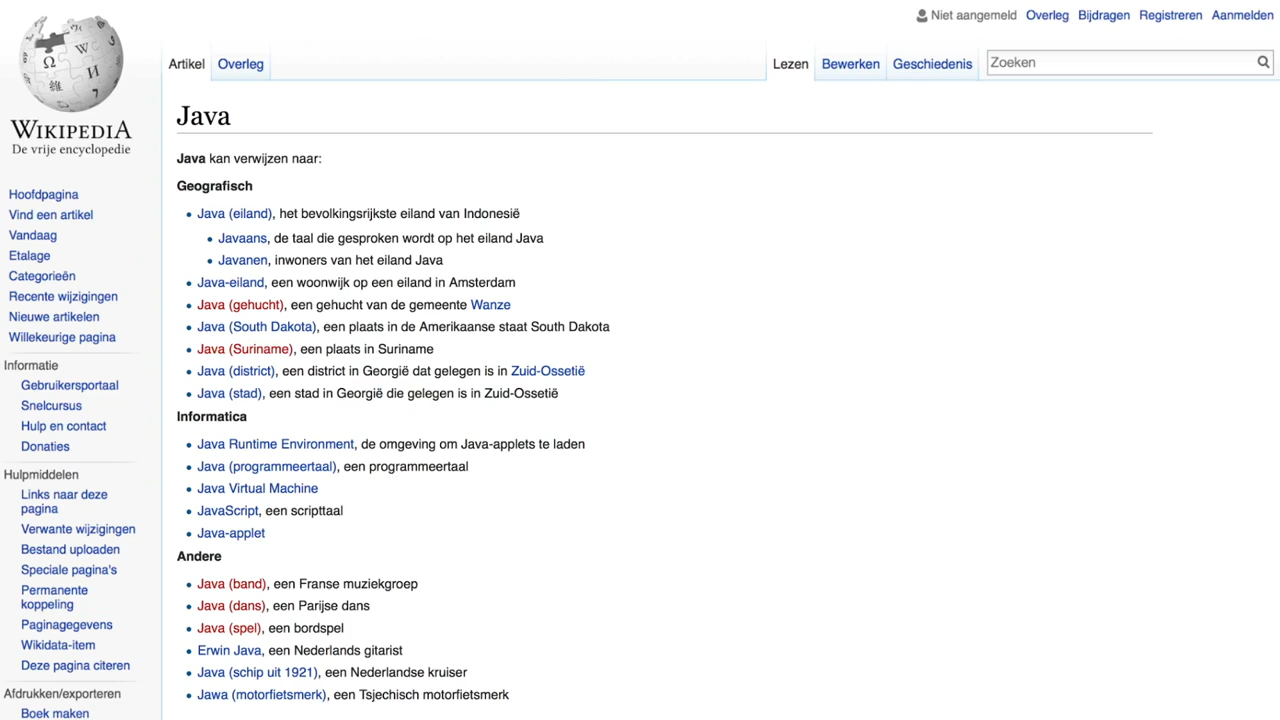 Niet aangemeld Overleg Bijdragen Registreren Aanmelden
Artikel Overleg Lezen Bewerken Geschiedenis Zoeken
WIKIPEDIA
De vrije encyclopedie
Hoofdpagina
Vind een artikel
Vandaag
Etalage
Categorieën
Recente wijzigingen
Nieuwe artikelen
Willekeurige pagina
Informatie
Gebruikersportaal
Snelcursus
Hulp en contact
Donaties
Hulpmiddelen
Links naar deze
pagina
Verwante wijzigingen
Bestand uploaden
Speciale pagina's
Permanente
koppeling
Paginagegevens
Wikidata-item
Deze pagina citeren
Afdrukken/exporteren
Boek maken
Java
Java kan verwijzen naar:
Geografisch
Java (eiland), het bevolkingsrijkste eiland van Indonesië
Javaans, de taal die gesproken wordt op het eiland Java
Javanen, inwoners van het eiland Java
Java-eiland, een woonwijk op een eiland in Amsterdam
Java (gehucht), een gehucht van de gemeente Wanze
Java (South Dakota), een plaats in de Amerikaanse staat South Dakota
Java (Suriname), een plaats in Suriname
Java (district), een district in Georgië dat gelegen is in Zuid-Ossetië
Java (stad), een stad in Georgië die gelegen is in Zuid-Ossetië
Informatica
Java Runtime Environment, de omgeving om Java-applets te laden
Java (programmeertaal), een programmeertaal
Java Virtual Machine
JavaScript, een scripttaal
Java-applet
Andere
Java (band), een Franse muziekgroep
Java (dans), een Parijse dans
Java (spel), een bordspel
Erwin Java, een Nederlands gitarist
Java (schip uit 1921), een Nederlandse kruiser
Jawa (motorfietsmerk), een Tsjechisch motorfietsmerk